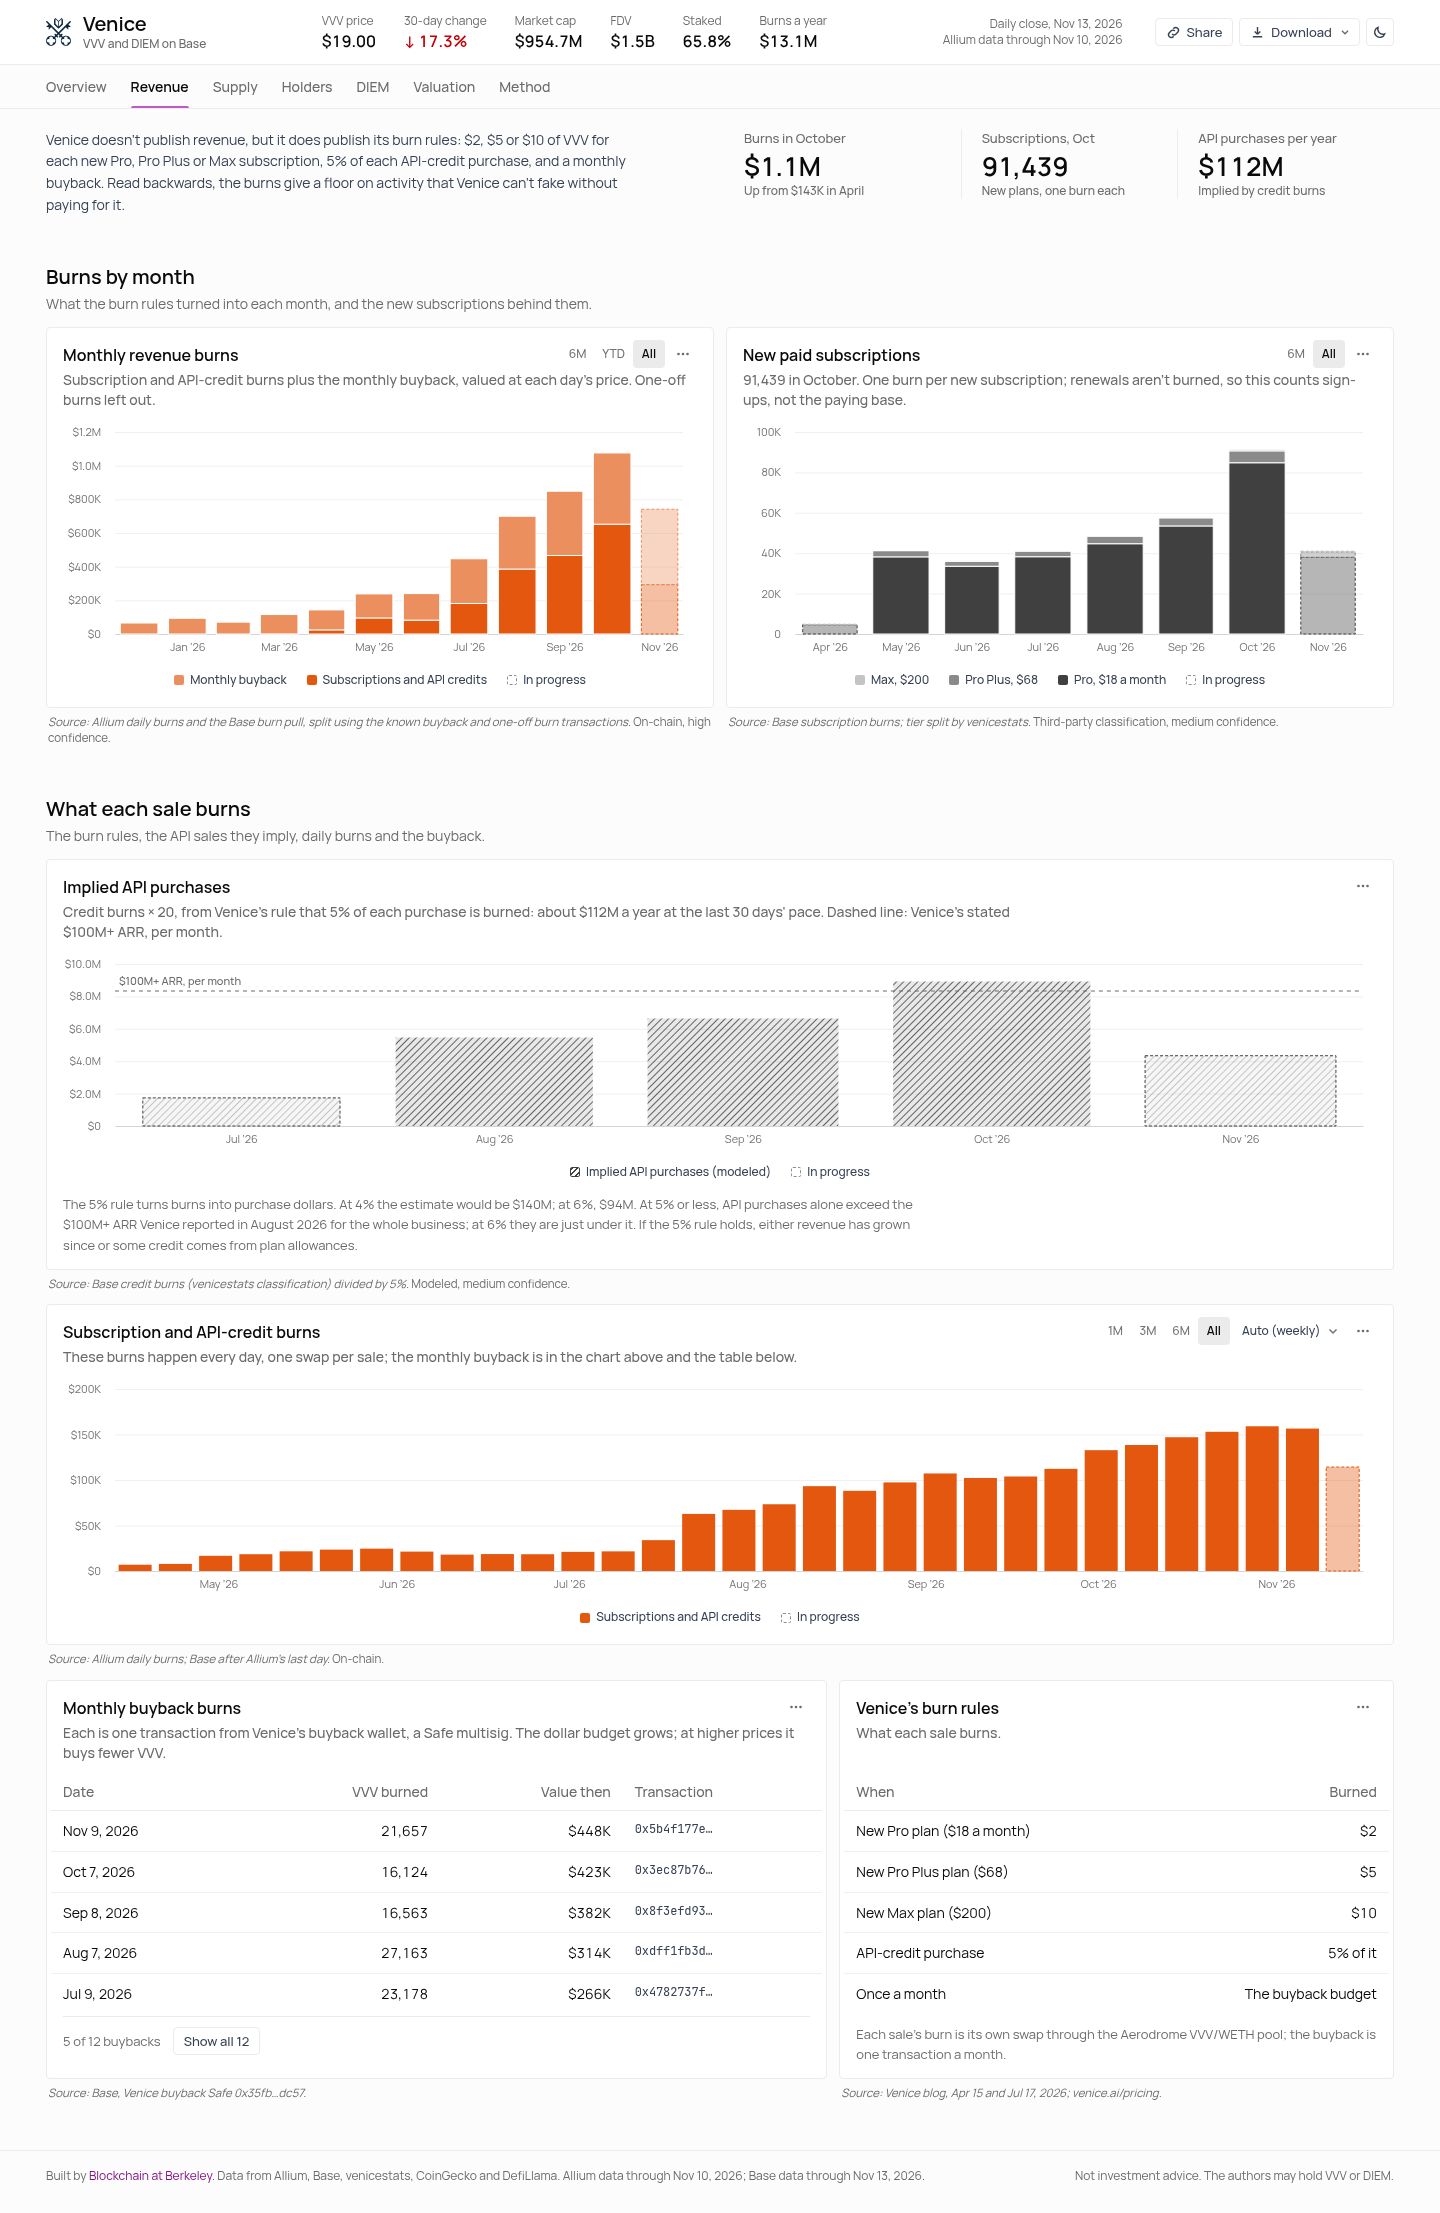 Venice
VVV and DIEM on Base
VVV price
$19.00
30-day change
↓ 17.3%
Market cap
$954.7M
FDV
$1.5B
Staked
65.8%
Burns a year
$13.1M
Daily close, Nov 13, 2026
Allium data through Nov 10, 2026
Share
Download
Overview Revenue Supply Holders DIEM Valuation Method
Venice doesn't publish revenue, but it does publish its burn rules: $2, $5 or $10 of VVV for
each new Pro, Pro Plus or Max subscription, 5% of each API-credit purchase, and a monthly
buyback. Read backwards, the burns give a floor on activity that Venice can't fake without
paying for it.
Burns in October
$1.1M
Up from $143K in April
Subscriptions, Oct
91,439
New plans, one burn each
API purchases per year
$112M
Implied by credit burns
Burns by month
What the burn rules turned into each month, and the new subscriptions behind them.
Monthly revenue burns
6M YTD All ···
Subscription and API-credit burns plus the monthly buyback, valued at each day's price. One-off
burns left out.
$1.2M
$1.0M
$800K
$600K
$400K
$200K
$0
Jan '26 Mar '26 May '26 Jul '26 Sep '26 Nov '26
Monthly buyback Subscriptions and API credits In progress
Source: Allium daily burns and the Base burn pull, split using the known buyback and one-off burn transactions. On-chain, high
confidence.
New paid subscriptions
6M All ···
91,439 in October. One burn per new subscription; renewals aren't burned, so this counts sign-
ups, not the paying base.
100K
80K
60K
40K
20K
0
Apr '26 May '26 Jun '26 Jul '26 Aug '26 Sep '26 Oct '26 Nov '26
Max, $200 Pro Plus, $68 Pro, $18 a month In progress
Source: Base subscription burns; tier split by venicestats. Third-party classification, medium confidence.
What each sale burns
The burn rules, the API sales they imply, daily burns and the buyback.
Implied API purchases
···
Credit burns × 20, from Venice's rule that 5% of each purchase is burned: about $112M a year at the last 30 days' pace. Dashed line: Venice's stated
$100M+ ARR, per month.
$10.0M
$100M+ ARR, per month
$8.0M
$6.0M
$4.0M
$2.0M
$0
Jul '26 Aug '26 Sep '26 Oct '26 Nov '26
Implied API purchases (modeled) In progress
The 5% rule turns burns into purchase dollars. At 4% the estimate would be $140M; at 6%, $94M. At 5% or less, API purchases alone exceed the
$100M+ ARR Venice reported in August 2026 for the whole business; at 6% they are just under it. If the 5% rule holds, either revenue has grown
since or some credit comes from plan allowances.
Source: Base credit burns (venicestats classification) divided by 5%. Modeled, medium confidence.
Subscription and API-credit burns
1M 3M 6M All Auto (weekly) ···
These burns happen every day, one swap per sale; the monthly buyback is in the chart above and the table below.
$200K
$150K
$100K
$50K
$0
May '26 Jun '26 Jul '26 Aug '26 Sep '26 Oct '26 Nov '26
Subscriptions and API credits In progress
Source: Allium daily burns; Base after Allium's last day. On-chain.
Monthly buyback burns
···
Each is one transaction from Venice's buyback wallet, a Safe multisig. The dollar budget grows; at higher prices it
buys fewer VVV.
Date VVV burned Value then Transaction
Nov 9, 2026 21,657 $448K 0x5b4f177e…
Oct 7, 2026 16,124 $423K 0x3ec87b76…
Sep 8, 2026 16,563 $382K 0x8f3efd93…
Aug 7, 2026 27,163 $314K 0xdff1fb3d…
Jul 9, 2026 23,178 $266K 0x4782737f…
5 of 12 buybacks Show all 12
Source: Base, Venice buyback Safe 0x35fb…dc57.
Venice's burn rules
···
What each sale burns.
When Burned
New Pro plan ($18 a month) $2
New Pro Plus plan ($68) $5
New Max plan ($200) $10
API-credit purchase 5% of it
Once a month The buyback budget
Each sale's burn is its own swap through the Aerodrome VVV/WETH pool; the buyback is
one transaction a month.
Source: Venice blog, Apr 15 and Jul 17, 2026; venice.ai/pricing.
Built by Blockchain at Berkeley. Data from Allium, Base, venicestats, CoinGecko and DefiLlama. Allium data through Nov 10, 2026; Base data through Nov 13, 2026.
Not investment advice. The authors may hold VVV or DIEM.